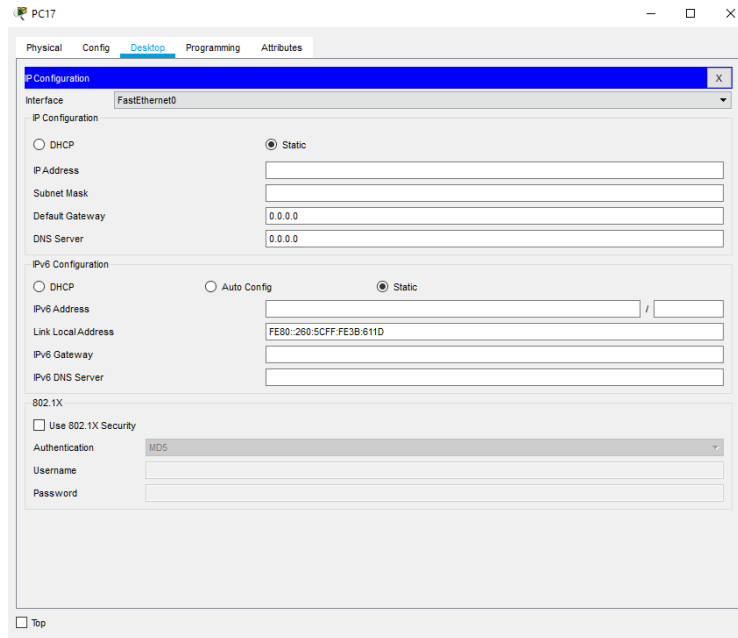 PC17
Physical Config Desktop Programming Attributes
IP Configuration X
Interface FastEthernet0
IP Configuration
DHCP Static
IP Address
Subnet Mask
Default Gateway 0.0.0.0
DNS Server 0.0.0.0
IPv6 Configuration
DHCP Auto Config Static
IPv6 Address /
Link Local Address FE80::260:5CFF:FE3B:611D
IPv6 Gateway
IPv6 DNS Server
802.1X
Use 802.1X Security
Authentication MD5
Username
Password
Top